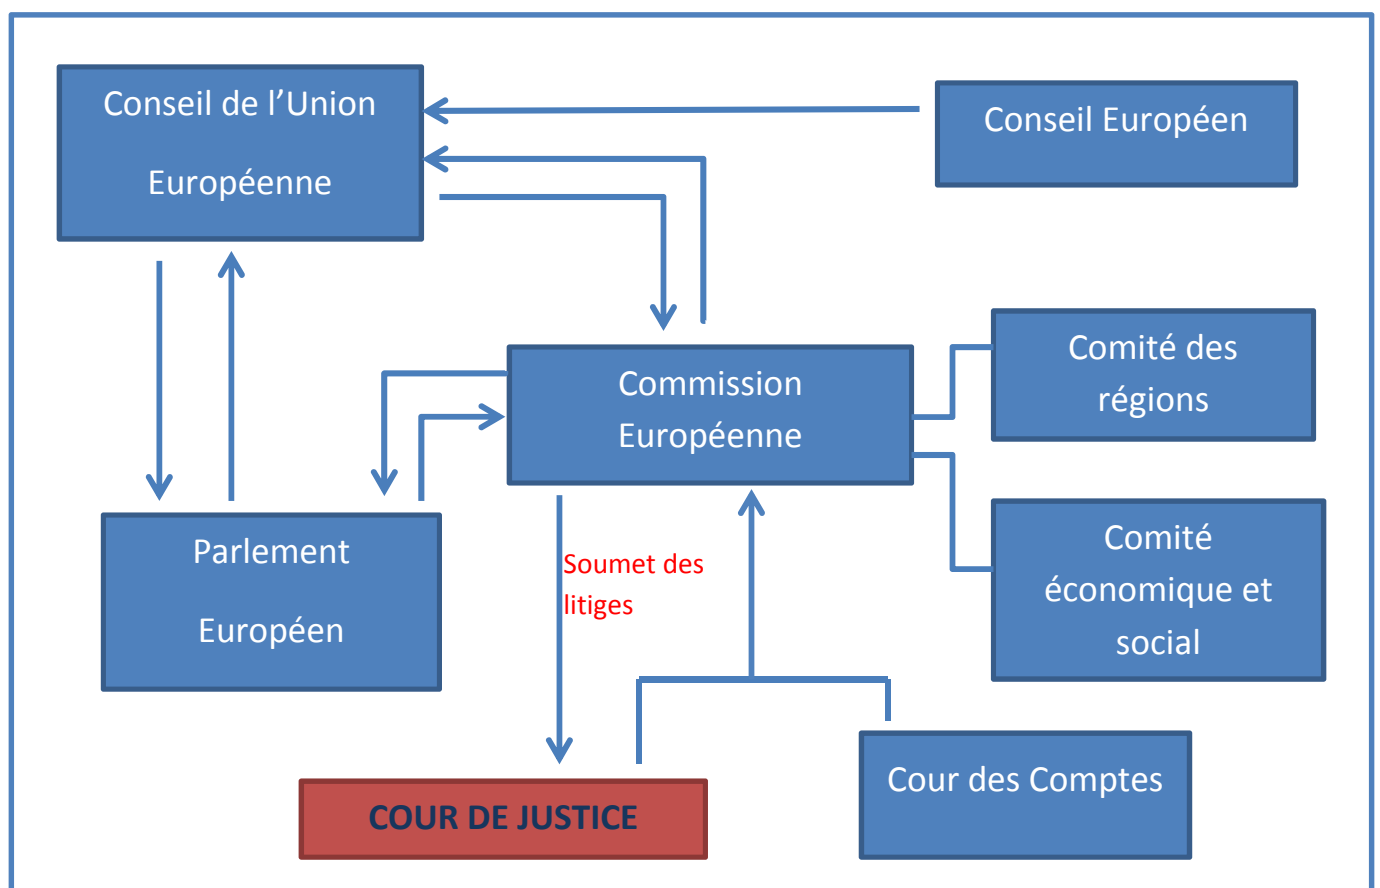 Conseil de l’Union
Européenne
Conseil Européen
Commission
Européenne
Comité des
régions
Parlement
Européen
Soumet des
litiges
Comité
économique et
social
COUR DE JUSTICE
Cour des Comptes